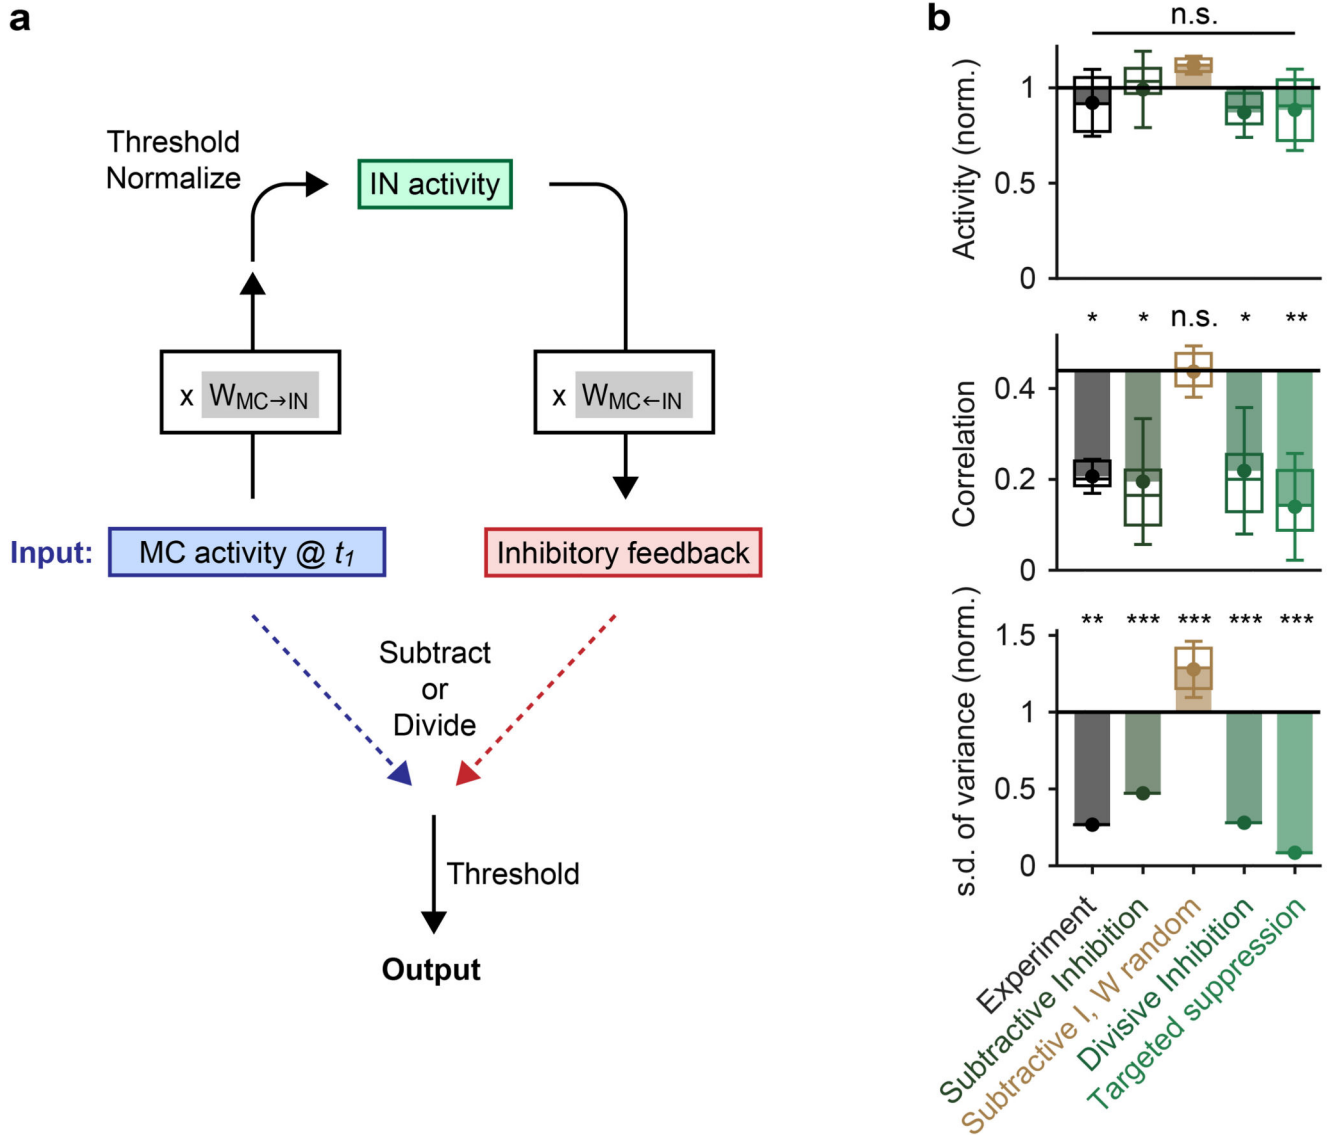 a
Threshold
Normalize
IN activity
x W_MC→IN
x W_MC←IN
Input:
MC activity @ t₁
Inhibitory feedback
Subtract
or
Divide
Threshold
Output
b
n.s.
Activity (norm.)
1
0.5
0
* * n.s. * **
Correlation
0.4
0.2
0
** *** *** *** ***
s.d. of variance (norm.)
1.5
1
0.5
0
Experiment
Subtractive Inhibition
Subtractive I, W random
Divisive Inhibition
Targeted suppression